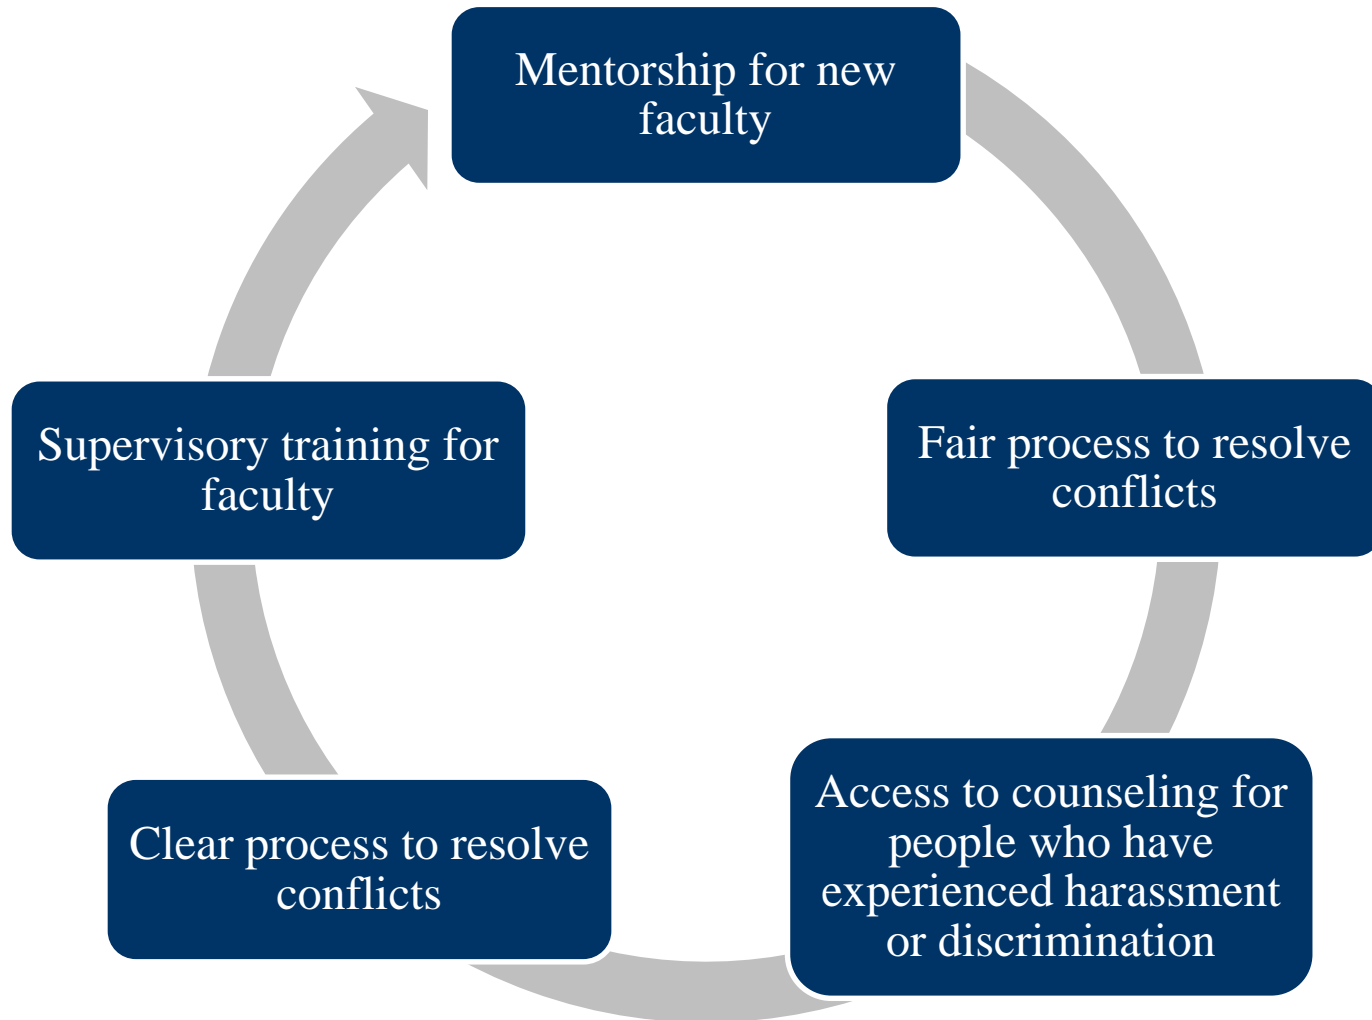 Mentorship for new
faculty
Fair process to resolve
conflicts
Access to counseling for
people who have
experienced harassment
or discrimination
Clear process to resolve
conflicts
Supervisory training for
faculty